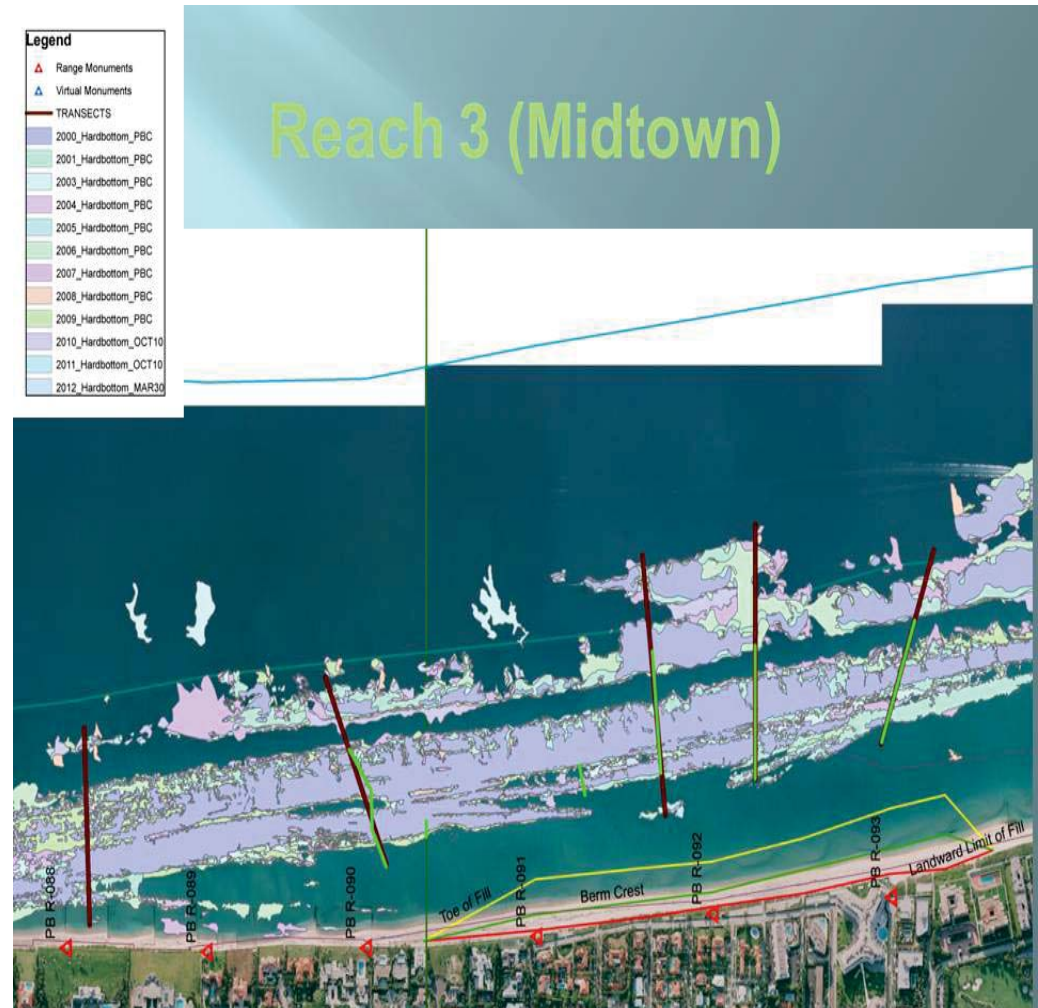 Legend
Range Monuments
Virtual Monuments
TRANSECTS
2000_Hardbottom_PBC
2001_Hardbottom_PBC
2003_Hardbottom_PBC
2004_Hardbottom_PBC
2005_Hardbottom_PBC
2006_Hardbottom_PBC
2007_Hardbottom_PBC
2008_Hardbottom_PBC
2009_Hardbottom_PBC
2010_Hardbottom_OCT10
2011_Hardbottom_OCT10
2012_Hardbottom_MAR30
Reach 3 (Midtown)
PB R-088
PB R-089
PB R-090
PB R-091
PB R-092
PB R-093
Toe of Fill
Berm Crest
Landward Limit of Fill